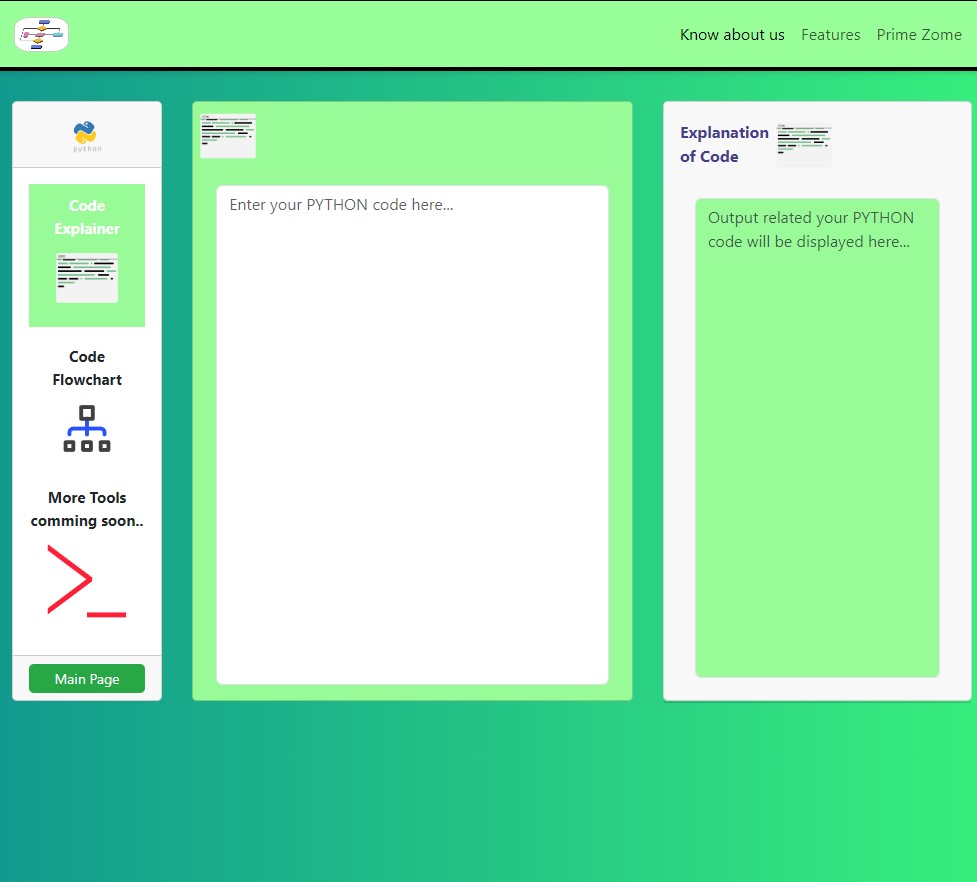 Know about us Features Prime Zome
python
Code
Explainer
Code
Flowchart
More Tools
comming soon..
Main Page
Enter your PYTHON code here...
Explanation
of Code
Output related your PYTHON
code will be displayed here...